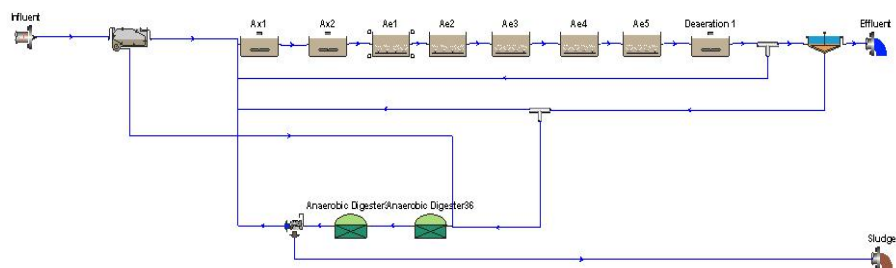 Influent
Ax1
Ax2
Ae1
Ae2
Ae3
Ae4
Ae5
Deaeration 1
Effluent
Anaerobic Digester
Anaerobic Digester36
Sludge